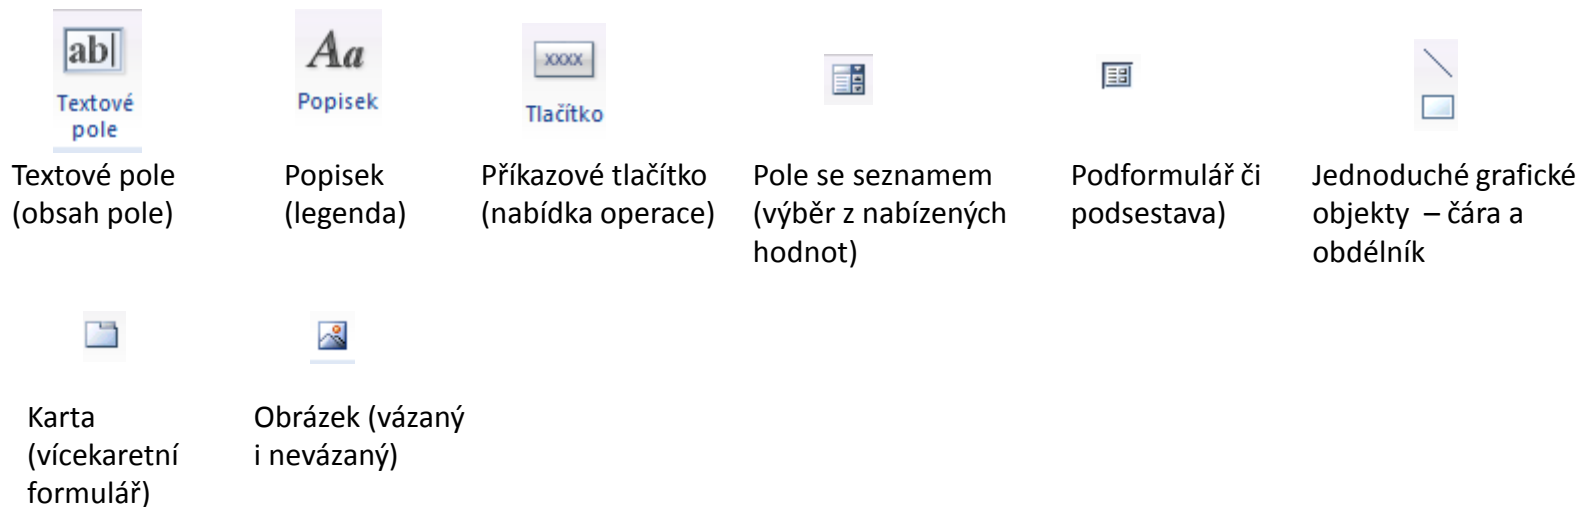 ab|
Textové
pole
Aa
Popisek
xxxx
Tlačítko
Textové pole
(obsah pole)
Popisek
(legenda)
Příkazové tlačítko
(nabídka operace)
Pole se seznamem
(výběr z nabízených
hodnot)
Podformulář či
podsestava)
Jednoduché grafické
objekty – čára a
obdélník
Karta
(vícekaretní
formulář)
Obrázek (vázaný
i nevázaný)